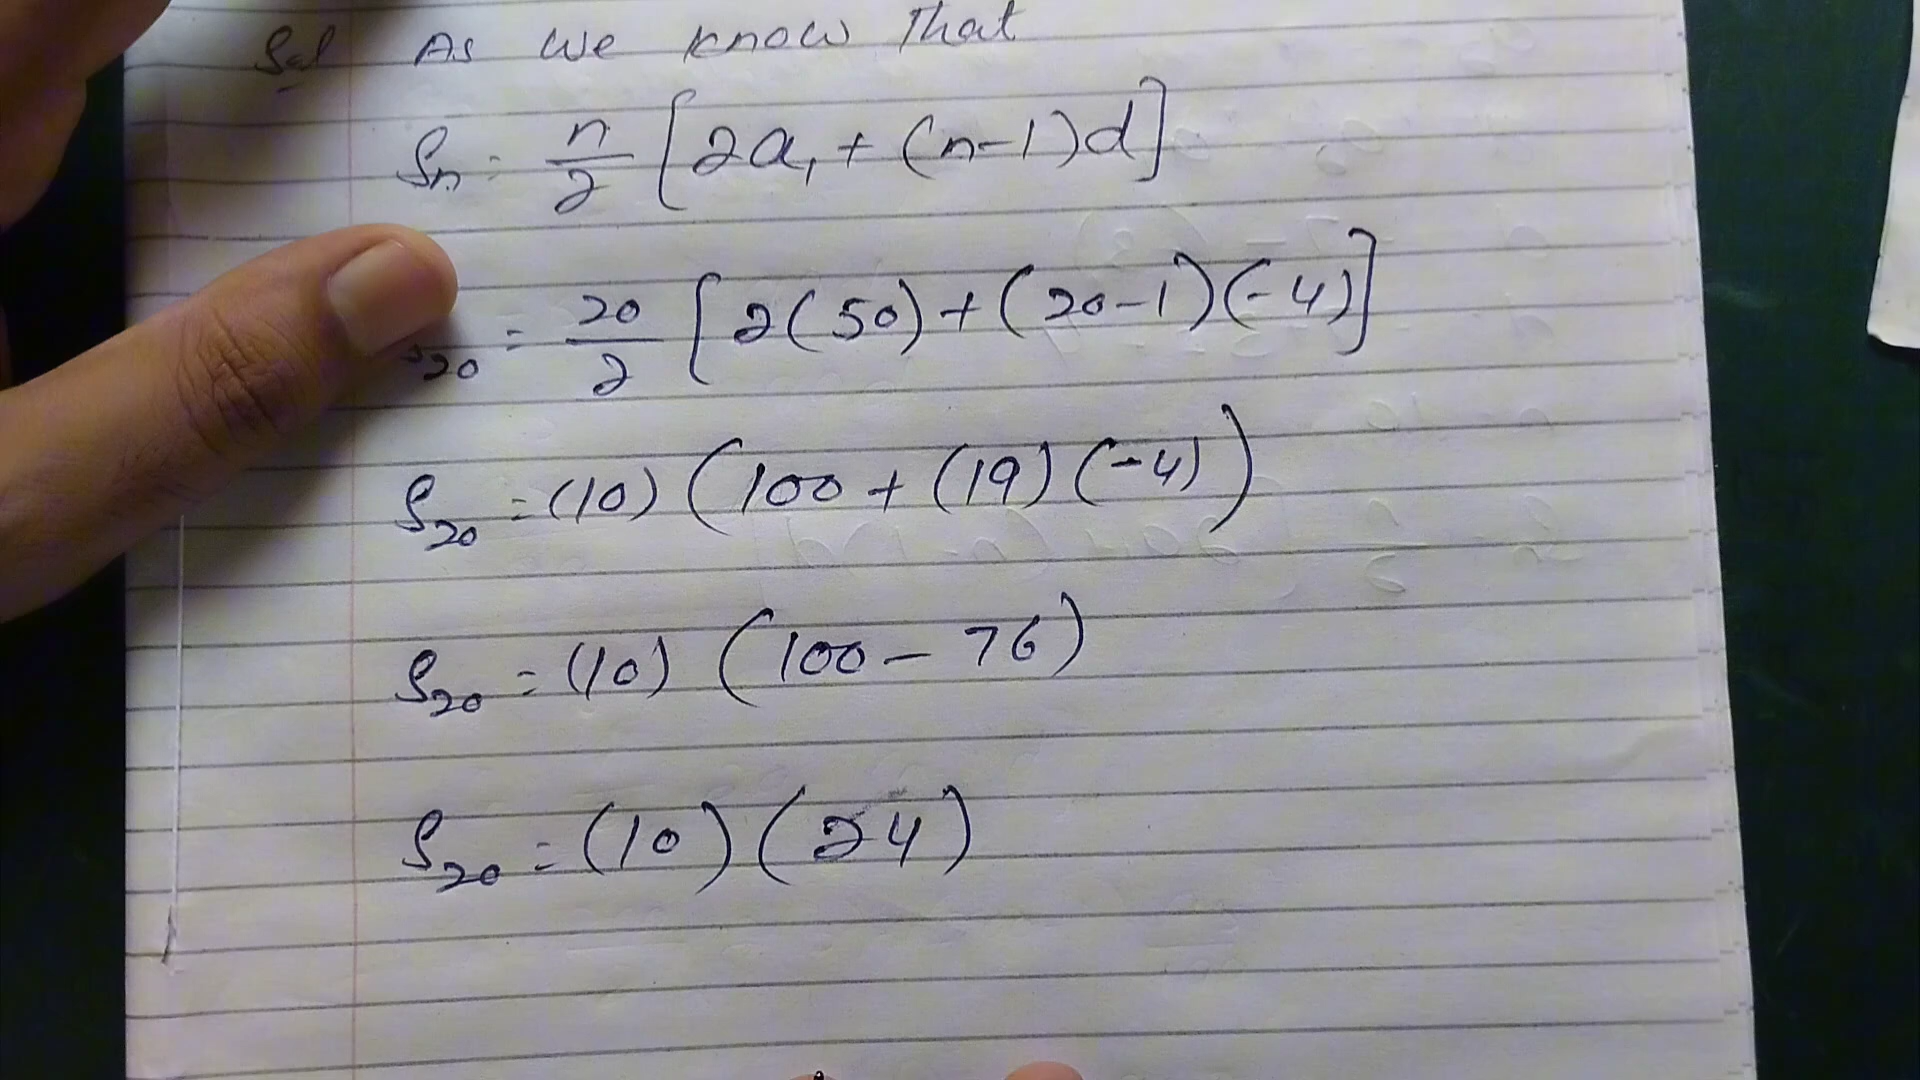 Sol As we know That
Sn = n/2 [2a₁ + (n-1)d]
S₂₀ = 20/2 [2(50) + (20-1)(-4)]
S₂₀ = (10) (100 + (19) (-4))
S₂₀ = (10) (100 - 76)
S₂₀ = (10) (24)